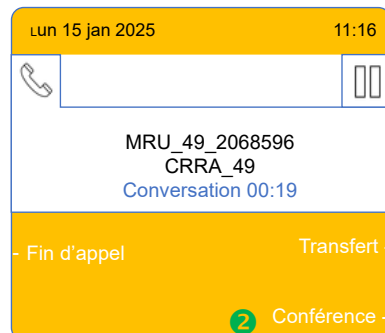 Lun 15 jan 2025 11:16
MRU_49_2068596
CRRA_49
Conversation 00:19
- Fin d’appel Transfert -
2 Conférence -